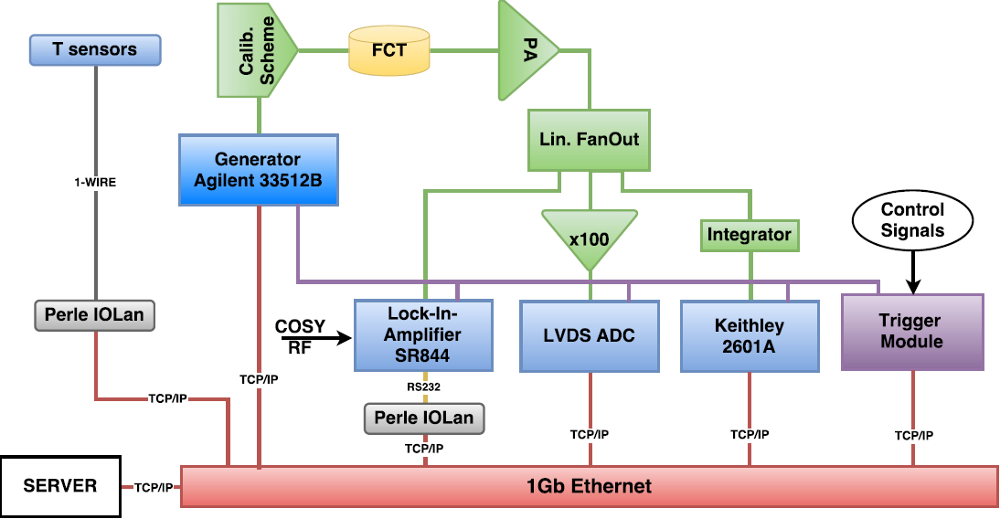 T sensors
Calib.
Scheme
FCT
PA
Lin. FanOut
Generator
Agilent 33512B
1-WIRE
x100
Integrator
Control
Signals
Perle IOLan
COSY
RF
Lock-In-
Amplifier
SR844
LVDS ADC
Keithley
2601A
Trigger
Module
TCP/IP
RS232
TCP/IP
Perle IOLan
TCP/IP
TCP/IP
TCP/IP
TCP/IP
SERVER
TCP/IP
1Gb Ethernet